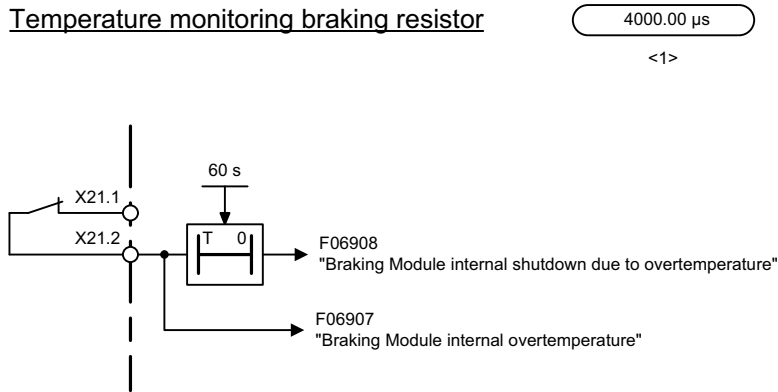 Temperature monitoring braking resistor
4000.00 µs
<1>
60 s
X21.1
X21.2
T 0
F06908
"Braking Module internal shutdown due to overtemperature"
F06907
"Braking Module internal overtemperature"